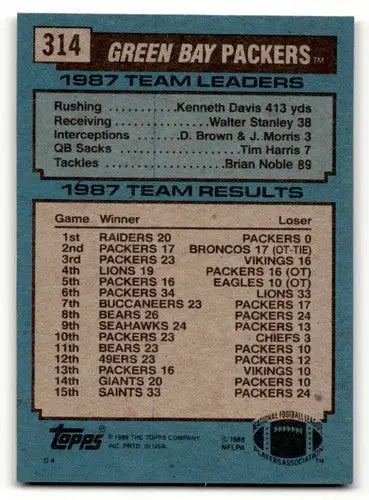 314 GREEN BAY PACKERS™
1987 TEAM LEADERS
Rushing ............Kenneth Davis 413 yds
Receiving ...................Walter Stanley 38
Interceptions ........D. Brown & J. Morris 3
QB Sacks ........................Tim Harris 7
Tackles .......................Brian Noble 89
1987 TEAM RESULTS
Game Winner Loser
1st RAIDERS 20 PACKERS 0
2nd PACKERS 17 BRONCOS 17 (OT-TIE)
3rd PACKERS 23 VIKINGS 16
4th LIONS 19 PACKERS 16 (OT)
5th PACKERS 16 EAGLES 10 (OT)
6th PACKERS 34 LIONS 33
7th BUCCANEERS 23 PACKERS 17
8th BEARS 26 PACKERS 24
9th SEAHAWKS 24 PACKERS 13
10th PACKERS 23 CHIEFS 3
11th BEARS 23 PACKERS 10
12th 49ERS 23 PACKERS 12
13th PACKERS 16 VIKINGS 10
14th GIANTS 20 PACKERS 10
15th SAINTS 33 PACKERS 24
Topps
© 1988 THE TOPPS COMPANY,
INC. PRTD. IN USA.
D*
© 1988
NFLPA
NATIONAL FOOTBALL LEAGUE
PLAYERS ASSOCIATION